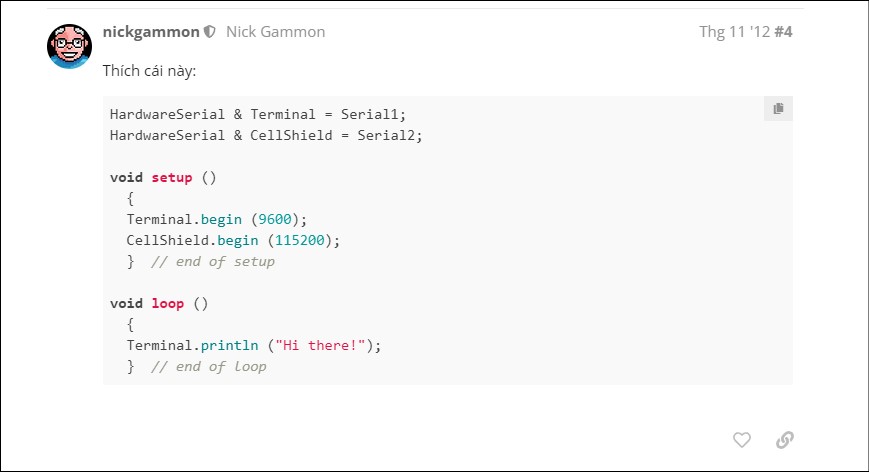 nickgammon Nick Gammon Thg 11 '12 #4
Thích cái này:
HardwareSerial & Terminal = Serial1;
HardwareSerial & CellShield = Serial2;
void setup ()
{
Terminal.begin (9600);
CellShield.begin (115200);
} // end of setup
void loop ()
{
Terminal.println ("Hi there!");
} // end of loop